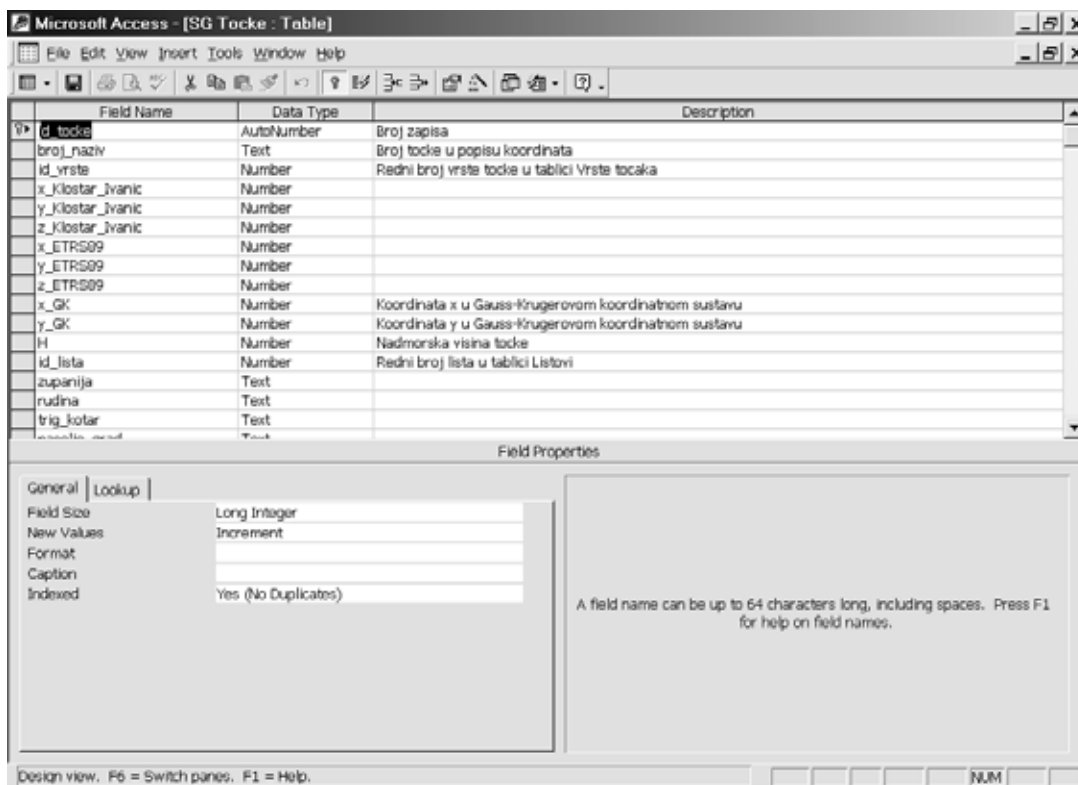 Microsoft Access - [SG Tocke : Table]
File Edit View Insert Tools Window Help
Field Name Data Type Description
d_tocke AutoNumber Broj zapisa
broj_naziv Text Broj tocke u popisu koordinata
id_vrste Number Redni broj vrste tocke u tablici Vrste tocaka
x_Klostar_Ivanic Number
y_Klostar_Ivanic Number
z_Klostar_Ivanic Number
x_ETRS89 Number
y_ETRS89 Number
z_ETRS89 Number
x_GK Number Koordinata x u Gauss-Krugerovom koordinatnom sustavu
y_GK Number Koordinata y u Gauss-Krugerovom koordinatnom sustavu
H Number Nadmorska visina tocke
id_lista Number Redni broj lista u tablici Listovi
zupanija Text
rudina Text
trig_kotar Text
Text
Field Properties
General Lookup
Field Size Long Integer
New Values Increment
Format
Caption
Indexed Yes (No Duplicates)
A field name can be up to 64 characters long, including spaces. Press F1
for help on field names.
Design view. F6 = Switch panes. F1 = Help. NUM